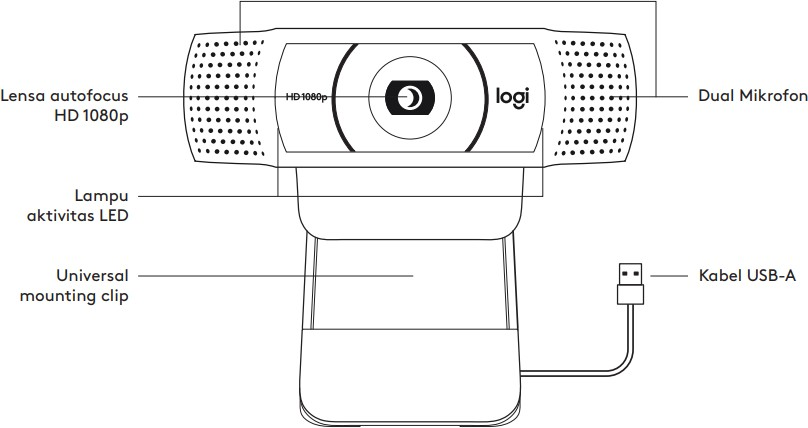 Lensa autofocus
HD 1080p
HD 1080p
logi
Dual Mikrofon
Lampu
aktivitas LED
Universal
mounting clip
Kabel USB-A